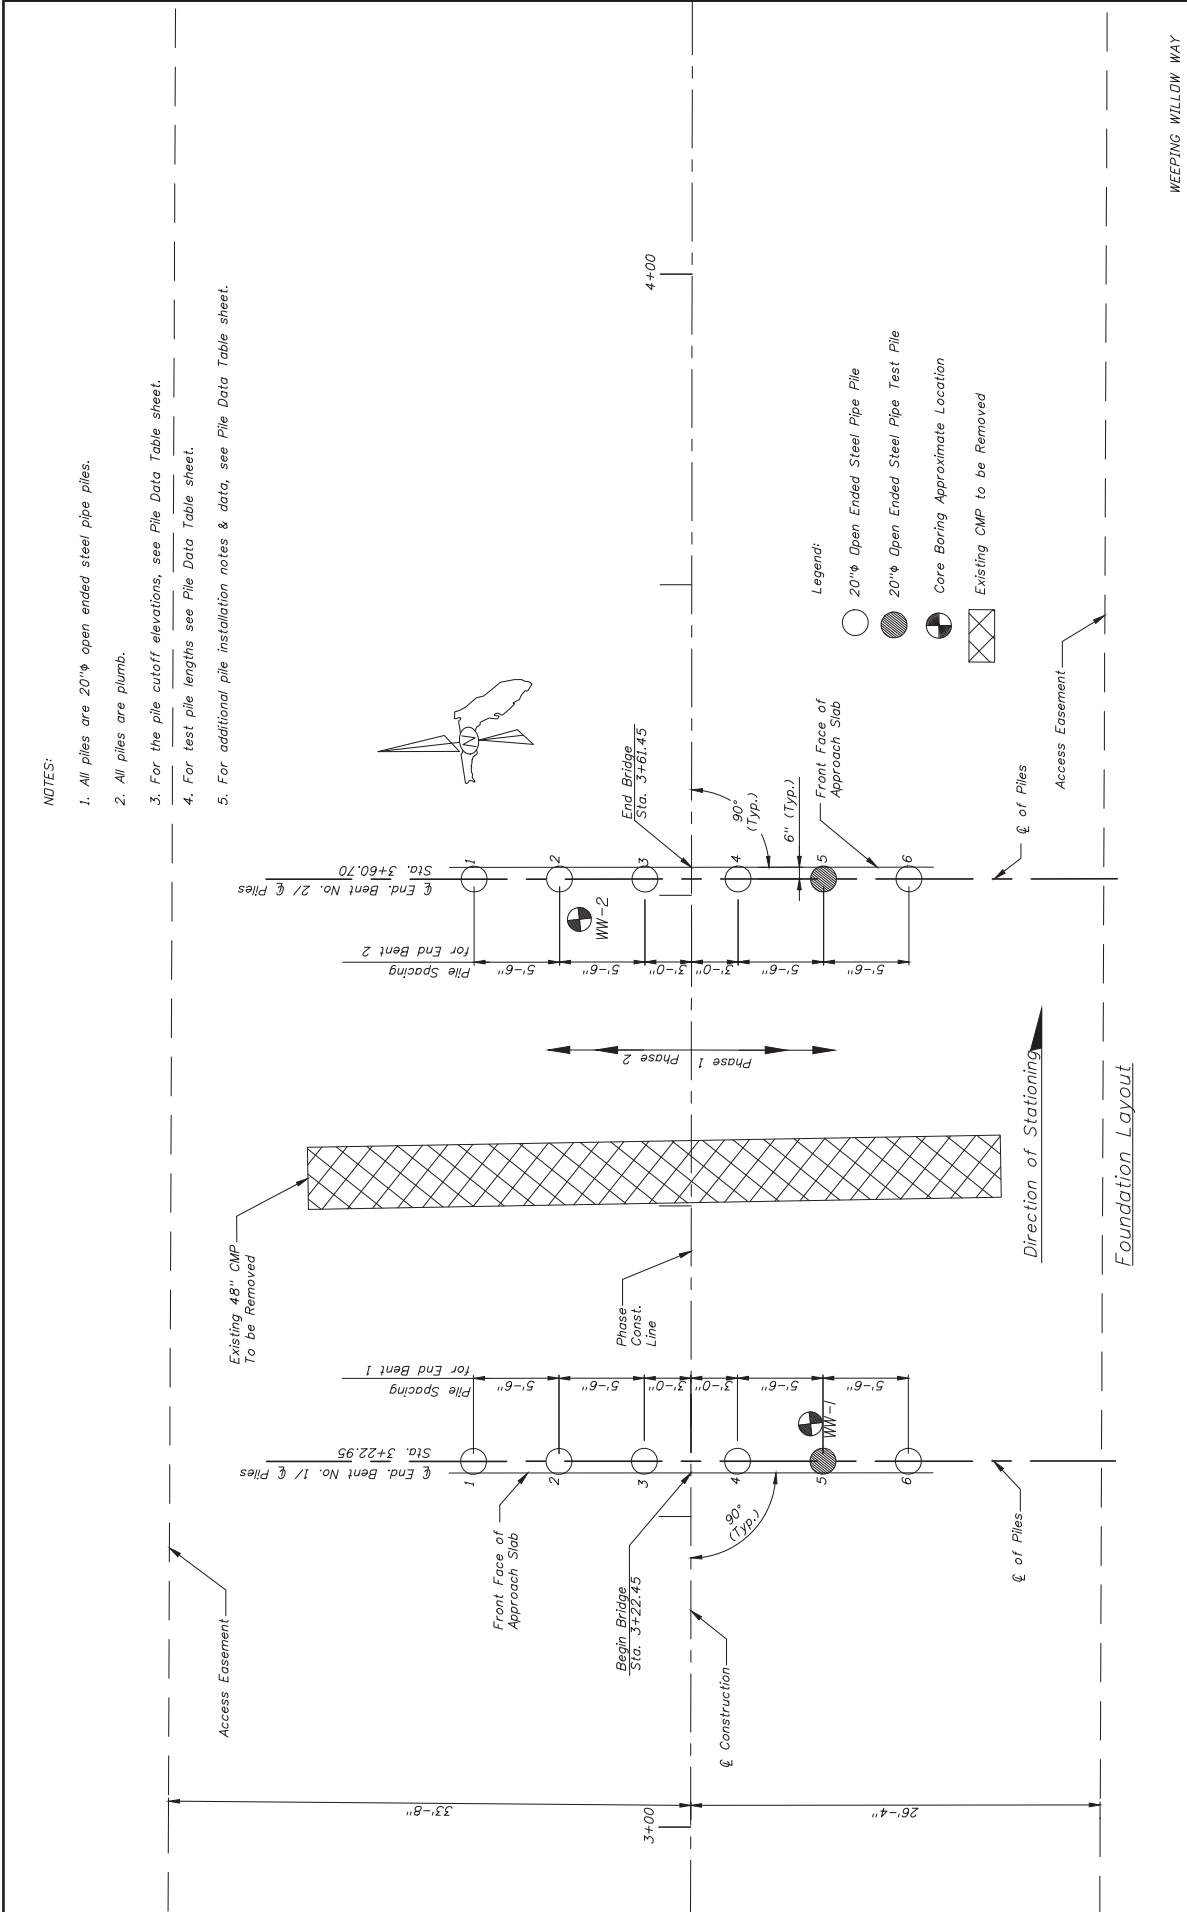 NOTES:
1. All piles are 20"ϕ open ended steel pipe piles.
2. All piles are plumb.
3. For the pile cutoff elevations, see Pile Data Table sheet.
4. For test pile lengths see Pile Data Table sheet.
5. For additional pile installation notes & data, see Pile Data Table sheet.
Access Easement
Existing 48" CMP
To be Removed
℄ End. Bent No. 1/ ℄ Piles
Sta. 3+22.95
℄ End. Bent No. 2/ ℄ Piles
Sta. 3+60.70
Pile Spacing
for End Bent 1
Pile Spacing
for End Bent 2
N
33'-8"
26'-4"
3+00
4+00
1
2
3
4
5
6
5'-6"
5'-6"
3'-0"
3'-0"
5'-6"
5'-6"
1
2
3
4
5
6
5'-6"
5'-6"
3'-0"
3'-0"
5'-6"
5'-6"
WW-1
WW-2
Front Face of
Approach Slab
Begin Bridge
Sta. 3+22.45
℄ Construction
90°
(Typ.)
Phase
Const.
Line
Phase 2
Phase 1
End Bridge
Sta. 3+61.45
90°
(Typ.)
6" (Typ.)
Front Face of
Approach Slab
℄ of Piles
℄ of Piles
Access Easement
Legend:
20"ϕ Open Ended Steel Pipe Pile
20"ϕ Open Ended Steel Pipe Test Pile
Core Boring Approximate Location
Existing CMP to be Removed
Direction of Stationing
Foundation Layout
WEEPING WILLOW WAY